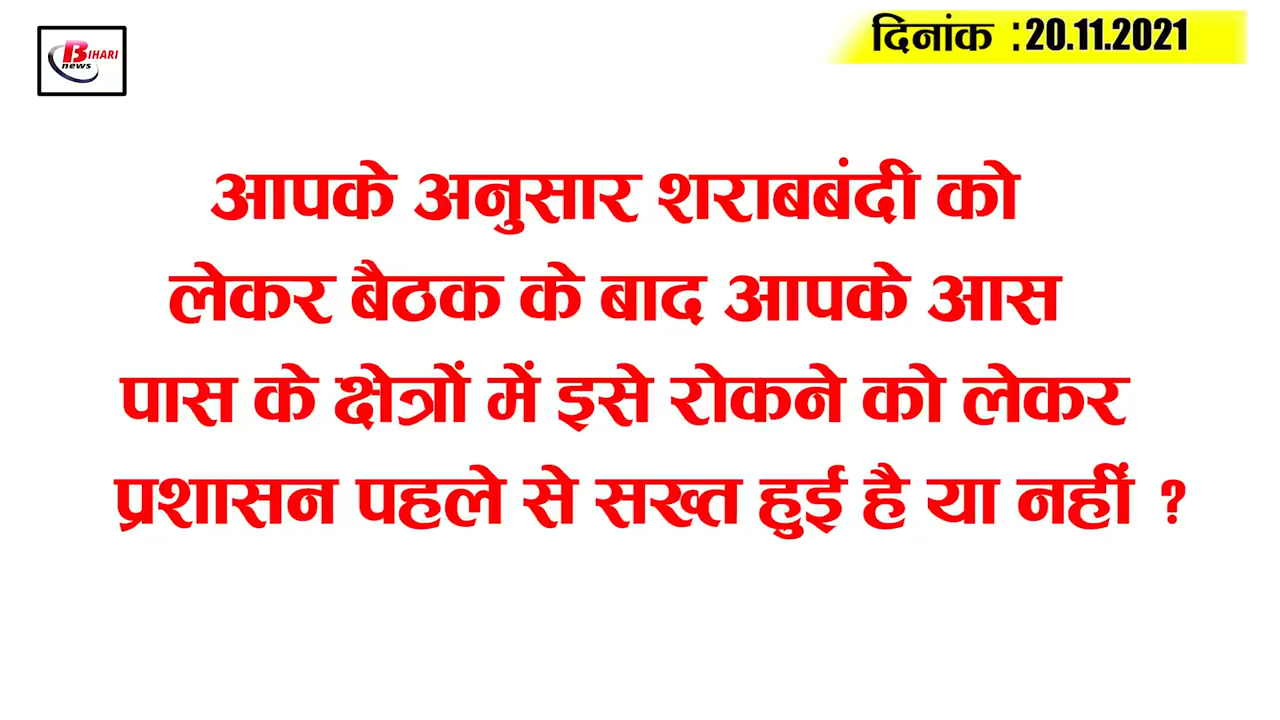 BIHARI
news
दिनांक : 20.11.2021
आपके अनुसार शराबबंदी को
लेकर बैठक के बाद आपके आस
पास के क्षेत्रों में इसे रोकने को लेकर
प्रशासन पहले से सख्त हुई है या नहीं ?